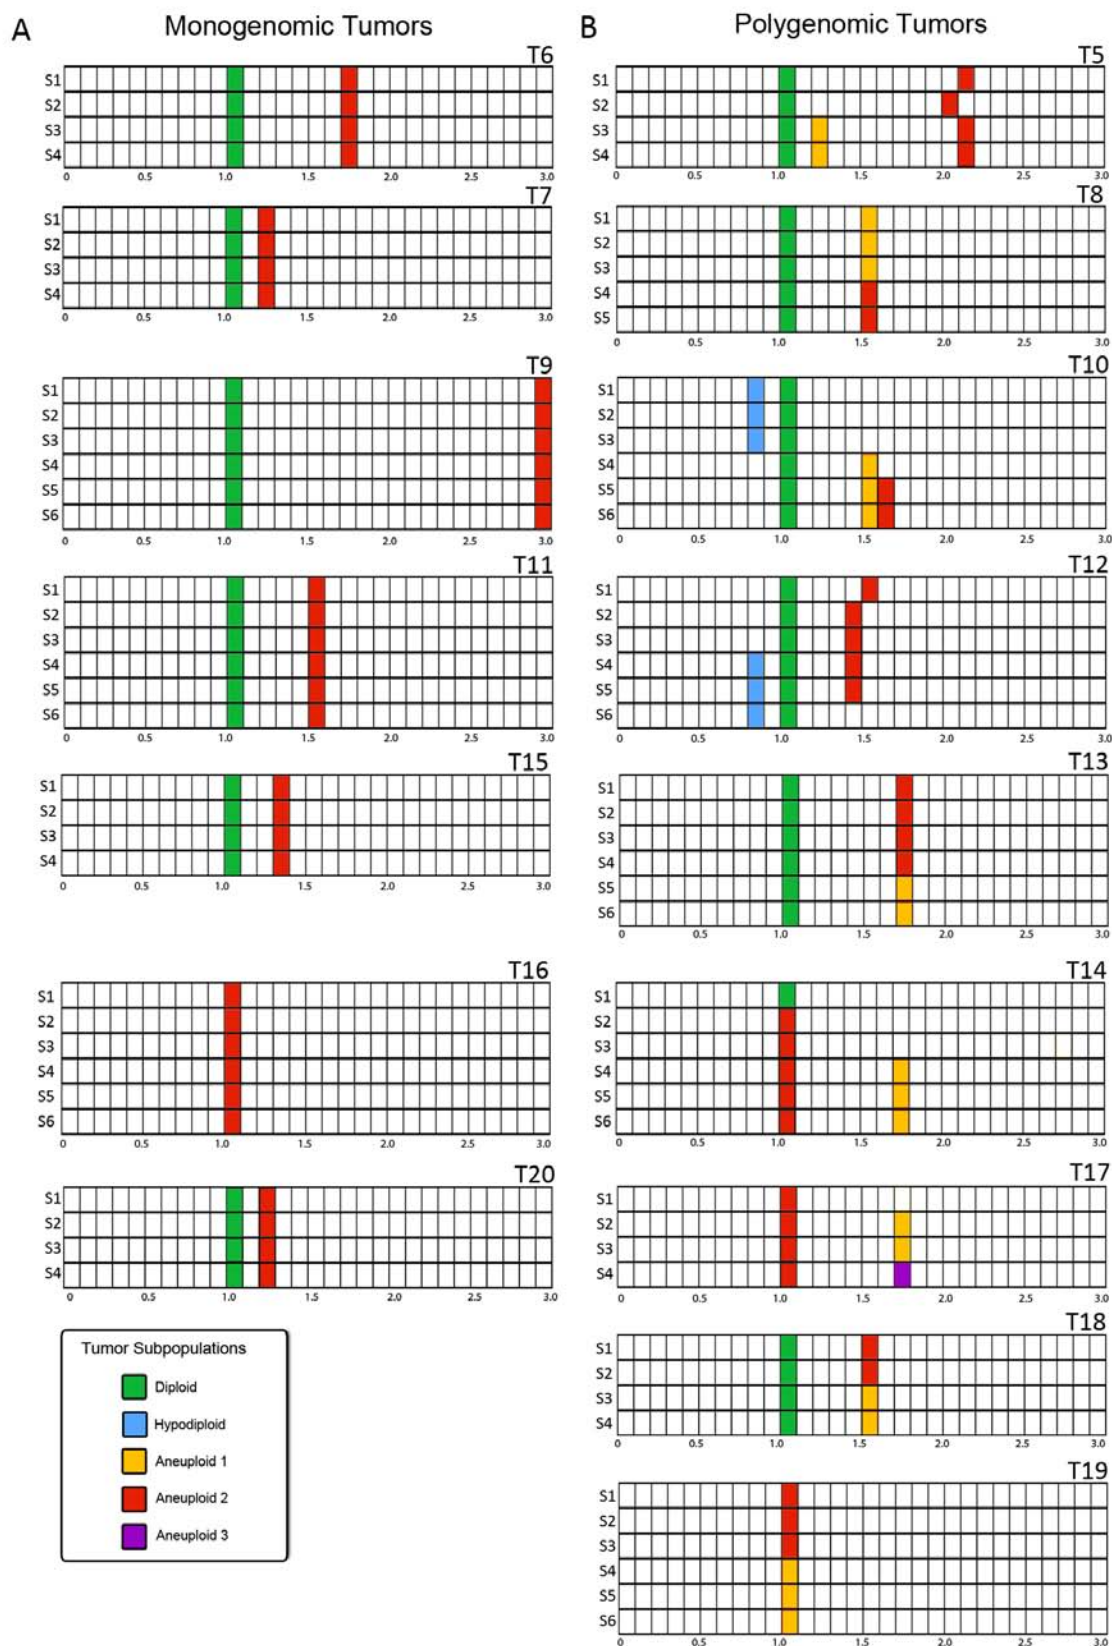 A
Monogenomic Tumors
T6
S1
S2
S3
S4
0 0.5 1.0 1.5 2.0 2.5 3.0
T7
S1
S2
S3
S4
0 0.5 1.0 1.5 2.0 2.5 3.0
T9
S1
S2
S3
S4
S5
S6
0 0.5 1.0 1.5 2.0 2.5 3.0
T11
S1
S2
S3
S4
S5
S6
0 0.5 1.0 1.5 2.0 2.5 3.0
T15
S1
S2
S3
S4
0 0.5 1.0 1.5 2.0 2.5 3.0
T16
S1
S2
S3
S4
S5
S6
0 0.5 1.0 1.5 2.0 2.5 3.0
T20
S1
S2
S3
S4
0 0.5 1.0 1.5 2.0 2.5 3.0
Tumor Subpopulations
Diploid
Hypodiploid
Aneuploid 1
Aneuploid 2
Aneuploid 3
B
Polygenomic Tumors
T5
S1
S2
S3
S4
0 0.5 1.0 1.5 2.0 2.5 3.0
T8
S1
S2
S3
S4
S5
0 0.5 1.0 1.5 2.0 2.5 3.0
T10
S1
S2
S3
S4
S5
S6
0 0.5 1.0 1.5 2.0 2.5 3.0
T12
S1
S2
S3
S4
S5
S6
0 0.5 1.0 1.5 2.0 2.5 3.0
T13
S1
S2
S3
S4
S5
S6
0 0.5 1.0 1.5 2.0 2.5 3.0
T14
S1
S2
S3
S4
S5
S6
0 0.5 1.0 1.5 2.0 2.5 3.0
T17
S1
S2
S3
S4
0 0.5 1.0 1.5 2.0 2.5 3.0
T18
S1
S2
S3
S4
0 0.5 1.0 1.5 2.0 2.5 3.0
T19
S1
S2
S3
S4
S5
S6
0 0.5 1.0 1.5 2.0 2.5 3.0